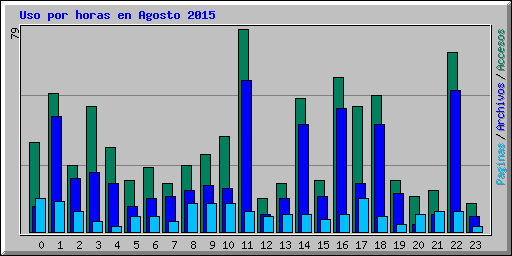 Uso por horas en Agosto 2015
79
Paginas / Archivos / Accesos
0 1 2 3 4 5 6 7 8 9 10 11 12 13 14 15 16 17 18 19 20 21 22 23